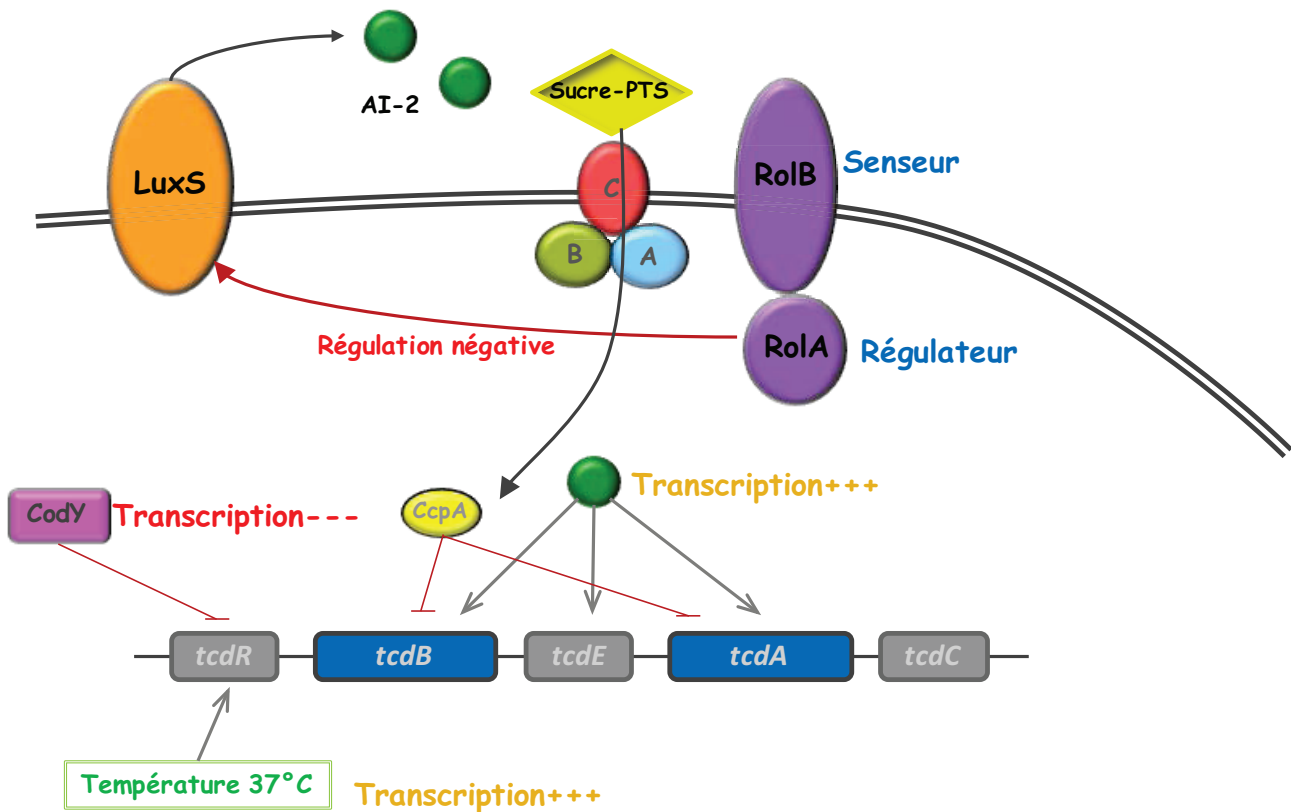 Sucre-PTS
AI-2
LuxS
C
RolB
Senseur
B
A
Régulation négative
RolA
Régulateur
CodY
Transcription---
CcpA
Transcription+++
tcdR
tcdB
tcdE
tcdA
tcdC
Température 37°C
Transcription+++